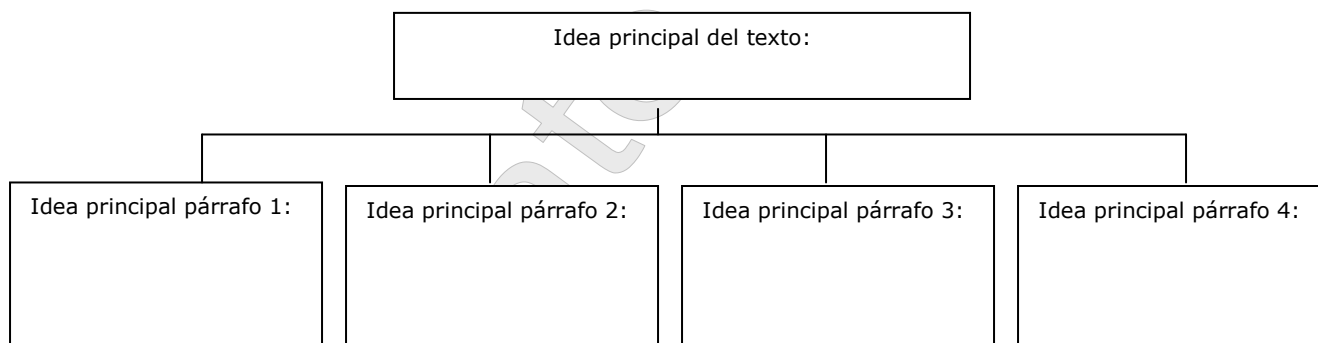 Idea principal del texto:
Idea principal párrafo 1:
Idea principal párrafo 2:
Idea principal párrafo 3:
Idea principal párrafo 4: